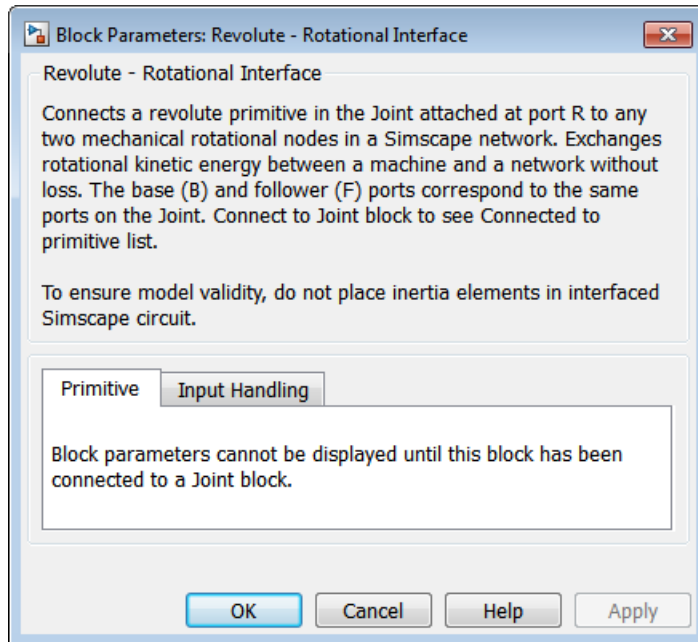 Block Parameters: Revolute - Rotational Interface
Revolute - Rotational Interface
Connects a revolute primitive in the Joint attached at port R to any
two mechanical rotational nodes in a Simscape network. Exchanges
rotational kinetic energy between a machine and a network without
loss. The base (B) and follower (F) ports correspond to the same
ports on the Joint. Connect to Joint block to see Connected to
primitive list.
To ensure model validity, do not place inertia elements in interfaced
Simscape circuit.
Primitive Input Handling
Block parameters cannot be displayed until this block has been
connected to a Joint block.
OK Cancel Help Apply